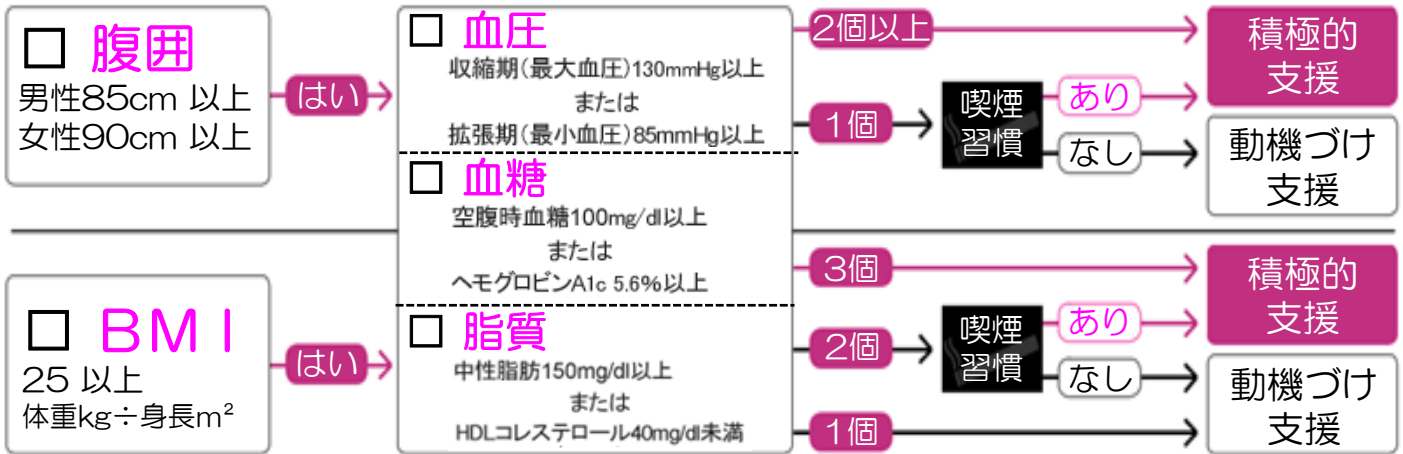 □ 腹囲
男性85cm 以上
女性90cm 以上
はい
□ 血圧
収縮期(最大血圧)130mmHg以上
または
拡張期(最小血圧)85mmHg以上
□ 血糖
空腹時血糖100mg/dl以上
または
ヘモグロビンA1c 5.6%以上
□ 脂質
中性脂肪150mg/dl以上
または
HDLコレステロール40mg/dl未満
2個以上
積極的
支援
1個
喫煙
習慣
あり
なし
動機づけ
支援
□ BMI
25 以上
体重kg÷身長m²
はい
3個
積極的
支援
2個
喫煙
習慣
あり
なし
1個
動機づけ
支援